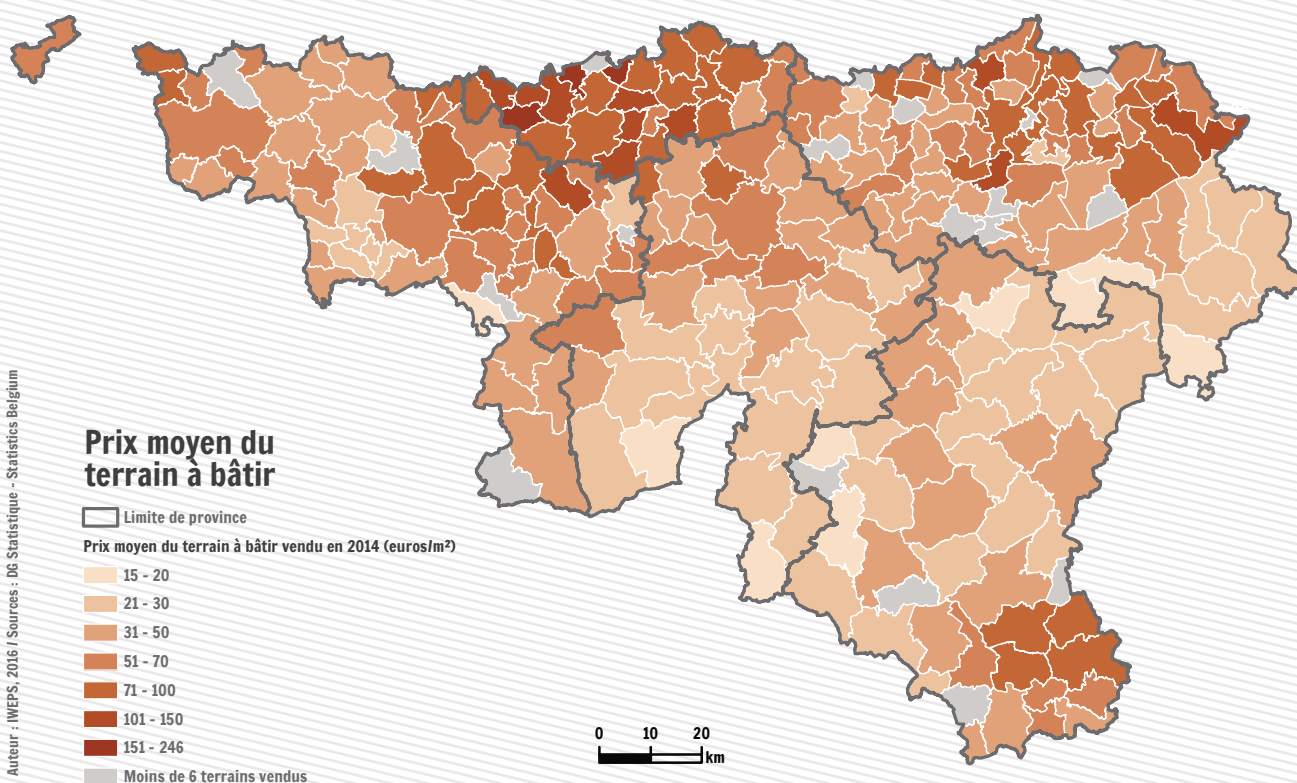 Prix moyen du
terrain à bâtir
Limite de province
Prix moyen du terrain à bâtir vendu en 2014 (euros/m²)
15 - 20
21 - 30
31 - 50
51 - 70
71 - 100
101 - 150
151 - 246
Moins de 6 terrains vendus
0 10 20
km
Auteur : IWEPS, 2016 / Sources : DG Statistique - Statistics Belgium